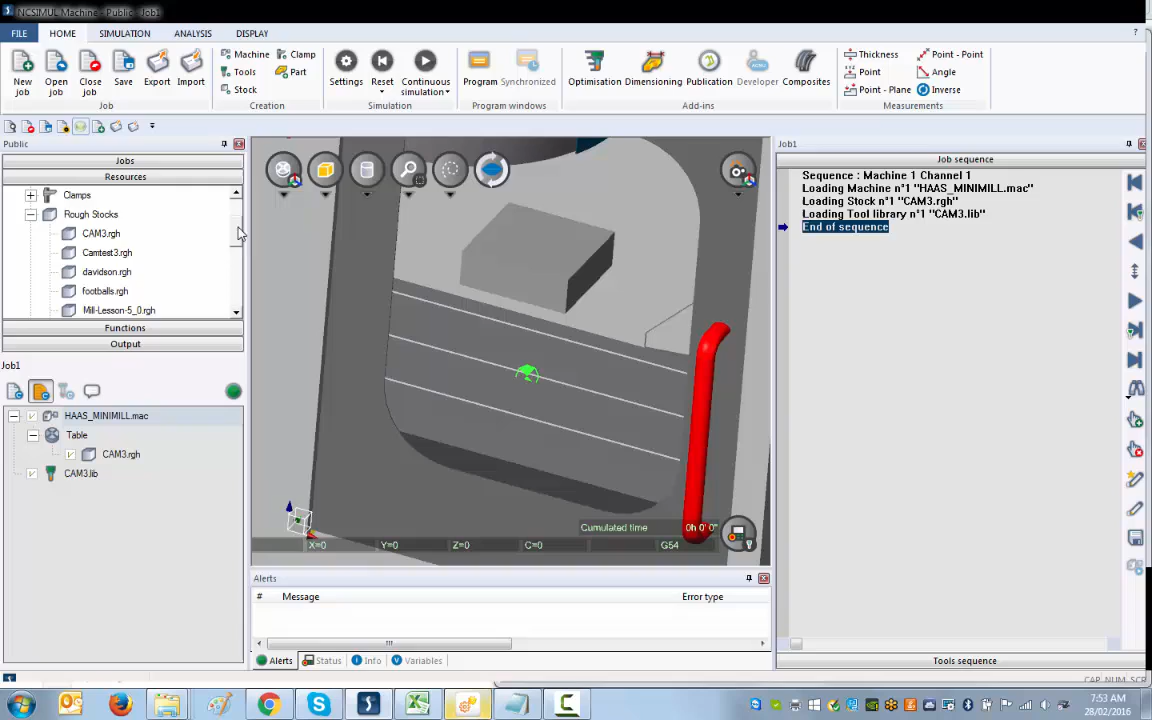 NCSIMUL Machine - Public - Job1
FILE HOME SIMULATION ANALYSIS DISPLAY ?
New job
Open job
Close job
Save
Export
Import
Job
Machine
Clamp
Tools
Part
Stock
Creation
Settings
Reset
Continuous simulation
Simulation
Program
Synchronized
Program windows
Optimisation
Dimensioning
Publication
Developer
Composites
Add-ins
Thickness
Point - Point
Point
Angle
Point - Plane
Inverse
Measurements
Public
Jobs
Resources
Clamps
Rough Stocks
CAM3.rgh
Camtest3.rgh
davidson.rgh
footballs.rgh
Mill-Lesson-5_0.rgh
Functions
Output
Job1
HAAS_MINIMILL.mac
Table
CAM3.rgh
CAM3.lib
Cumulated time 0h 0' 0"
X=0 Y=0 Z=0 C=0 G54
Alerts
# Message Error type
Alerts Status Info Variables
Job1
Job sequence
Sequence : Machine 1 Channel 1
Loading Machine n°1 "HAAS_MINIMILL.mac"
Loading Stock n°1 "CAM3.rgh"
Loading Tool library n°1 "CAM3.lib"
End of sequence
Tools sequence
CAP NUM SCR
7:53 AM
28/02/2016